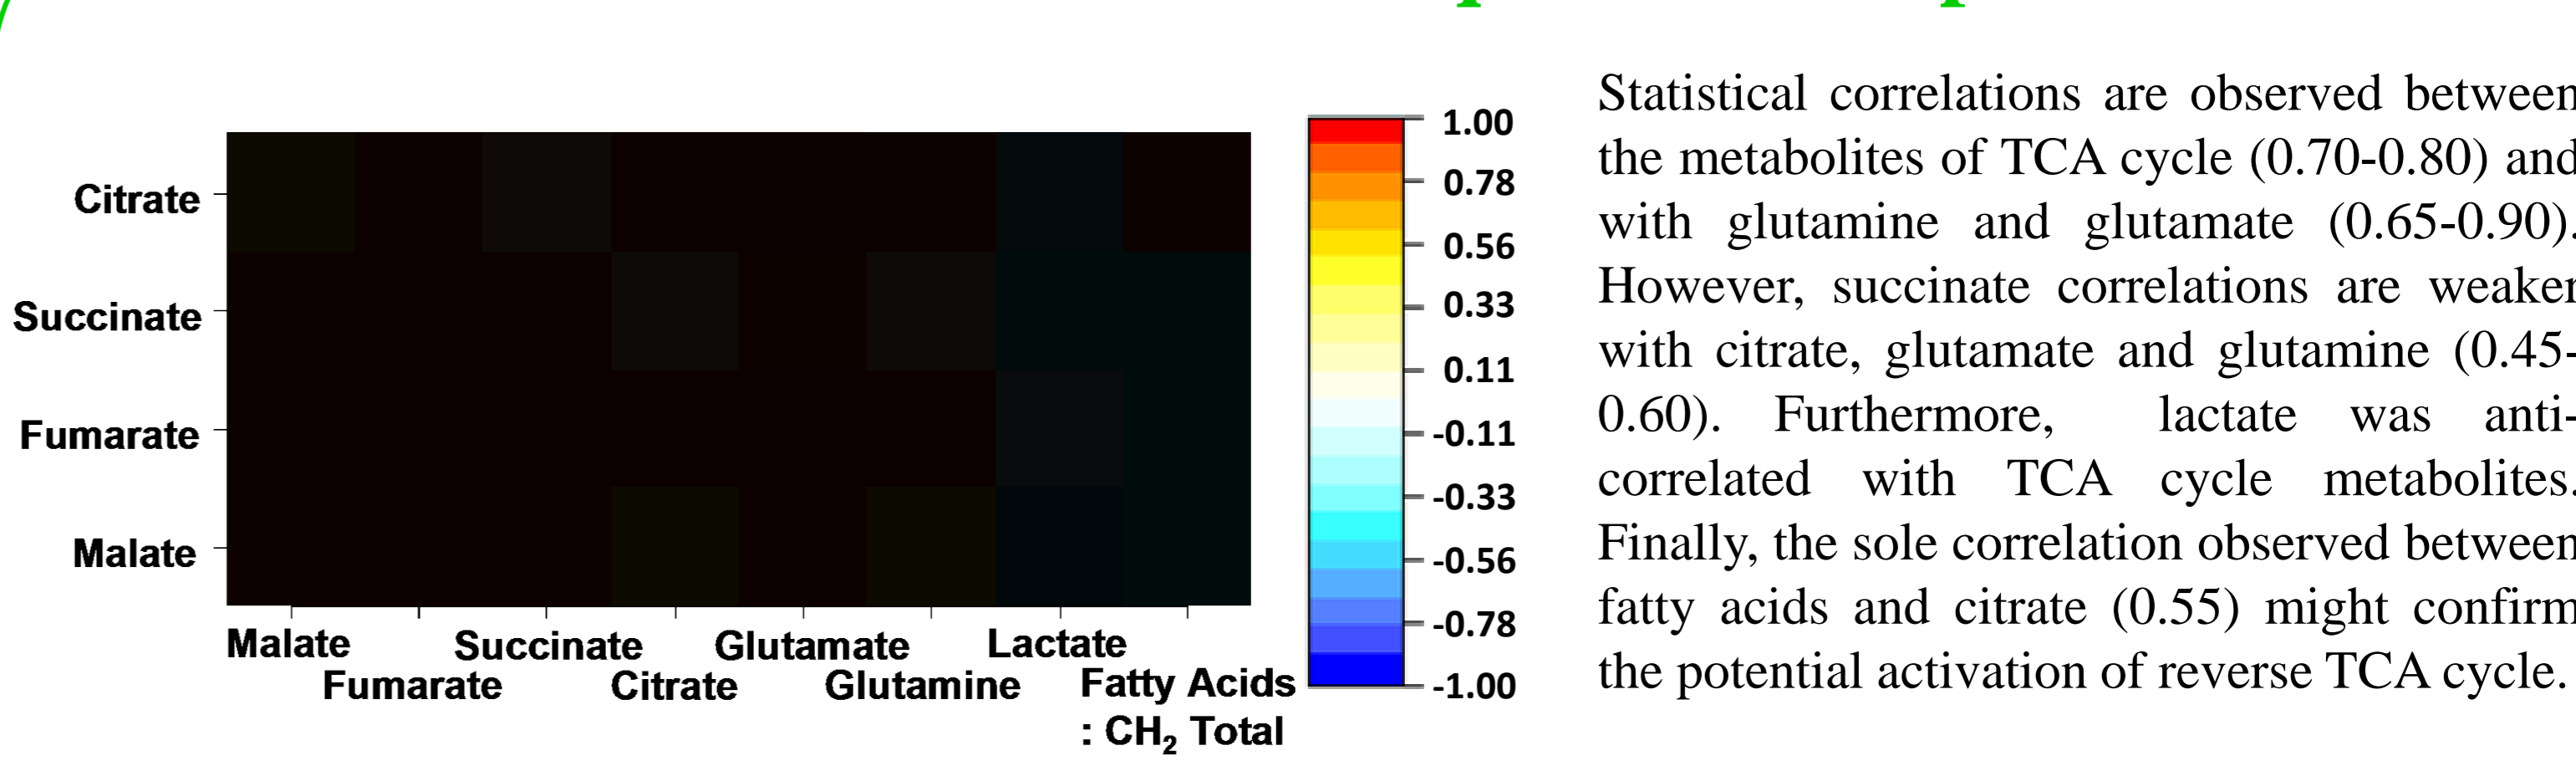 Citrate
Succinate
Fumarate
Malate
Malate
Succinate
Glutamate
Lactate
Fumarate
Citrate
Glutamine
Fatty Acids
: CH₂ Total
1.00
0.78
0.56
0.33
0.11
-0.11
-0.33
-0.56
-0.78
-1.00
Statistical correlations are observed between
the metabolites of TCA cycle (0.70-0.80) and
with glutamine and glutamate (0.65-0.90).
However, succinate correlations are weaker
with citrate, glutamate and glutamine (0.45-
0.60). Furthermore, lactate was anti-
correlated with TCA cycle metabolites.
Finally, the sole correlation observed between
fatty acids and citrate (0.55) might confirm
the potential activation of reverse TCA cycle.